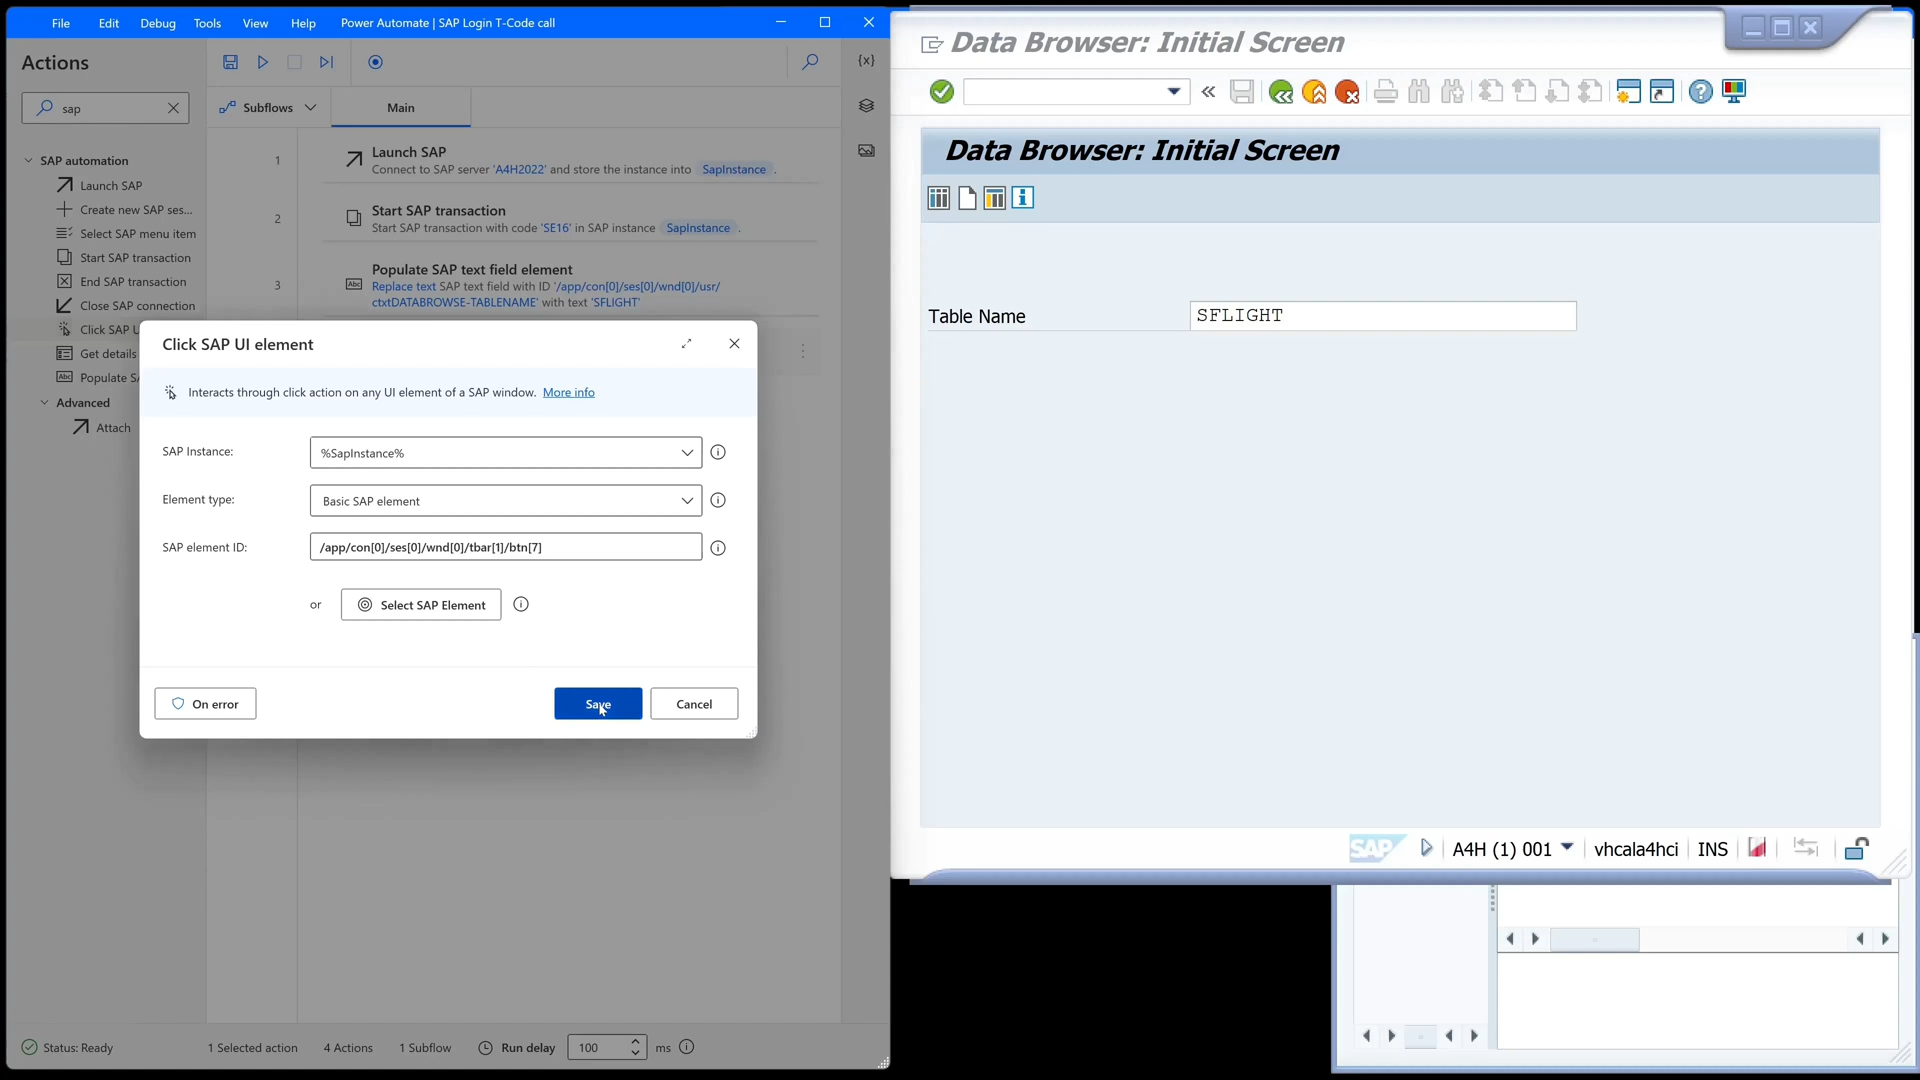 File Edit Debug Tools View Help Power Automate | SAP Login T-Code call
Actions
sap
SAP automation
Launch SAP
Create new SAP ses...
Select SAP menu item
Start SAP transaction
End SAP transaction
Close SAP connection
Click SAP U
Get details
Populate SA
Advanced
Attach
{x}
Subflows
Main
1
Launch SAP
Connect to SAP server 'A4H2022' and store the instance into SapInstance .
2
Start SAP transaction
Start SAP transaction with code 'SE16' in SAP instance SapInstance .
3
Populate SAP text field element
Abc
Replace text SAP text field with ID '/app/con[0]/ses[0]/wnd[0]/usr/
ctxtDATABROWSE-TABLENAME' with text 'SFLIGHT'
Click SAP UI element
Interacts through click action on any UI element of a SAP window. More info
SAP Instance:
%SapInstance%
Element type:
Basic SAP element
SAP element ID:
/app/con[0]/ses[0]/wnd[0]/tbar[1]/btn[7]
or
Select SAP Element
On error
Save
Cancel
Status: Ready
1 Selected action
4 Actions
1 Subflow
Run delay
100
ms
Data Browser: Initial Screen
Data Browser: Initial Screen
Table Name
SFLIGHT
SAP
A4H (1) 001
vhcala4hci
INS